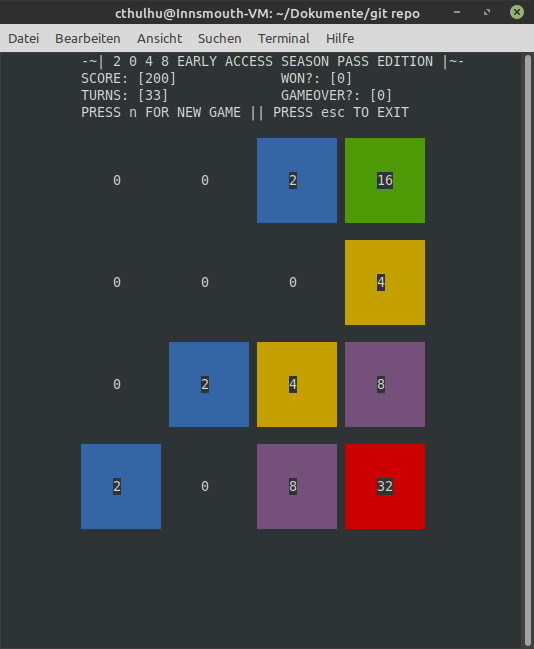 cthulhu@Innsmouth-VM: ~/Dokumente/git repo
Datei Bearbeiten Ansicht Suchen Terminal Hilfe
-~| 2 0 4 8 EARLY ACCESS SEASON PASS EDITION |~-
SCORE: [200] WON?: [0]
TURNS: [33] GAMEOVER?: [0]
PRESS n FOR NEW GAME || PRESS esc TO EXIT
0 0 2 16
0 0 0 4
0 2 4 8
2 0 8 32